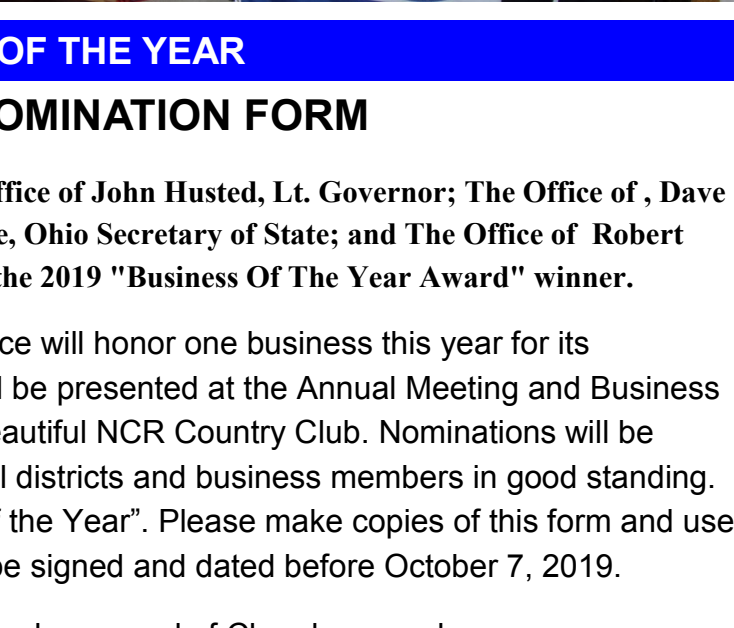 OF THE YEAR
OMINATION FORM
ffice of John Husted, Lt. Governor; The Office of , Dave
e, Ohio Secretary of State; and The Office of  Robert
the 2019 "Business Of The Year Award" winner.
ce will honor one business this year for its
l be presented at the Annual Meeting and Business
eautiful NCR Country Club. Nominations will be
l districts and business members in good standing.
f the Year”. Please make copies of this form and use
be signed and dated before October 7, 2019.